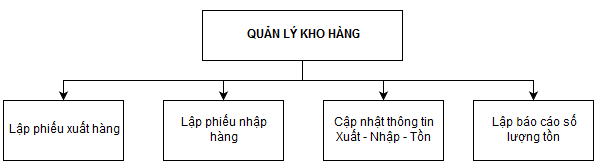 QUẢN LÝ KHO HÀNG
Lập phiếu xuất hàng
Lập phiếu nhập
hàng
Cập nhật thông tin
Xuất - Nhập - Tồn
Lập báo cáo số
lượng tồn